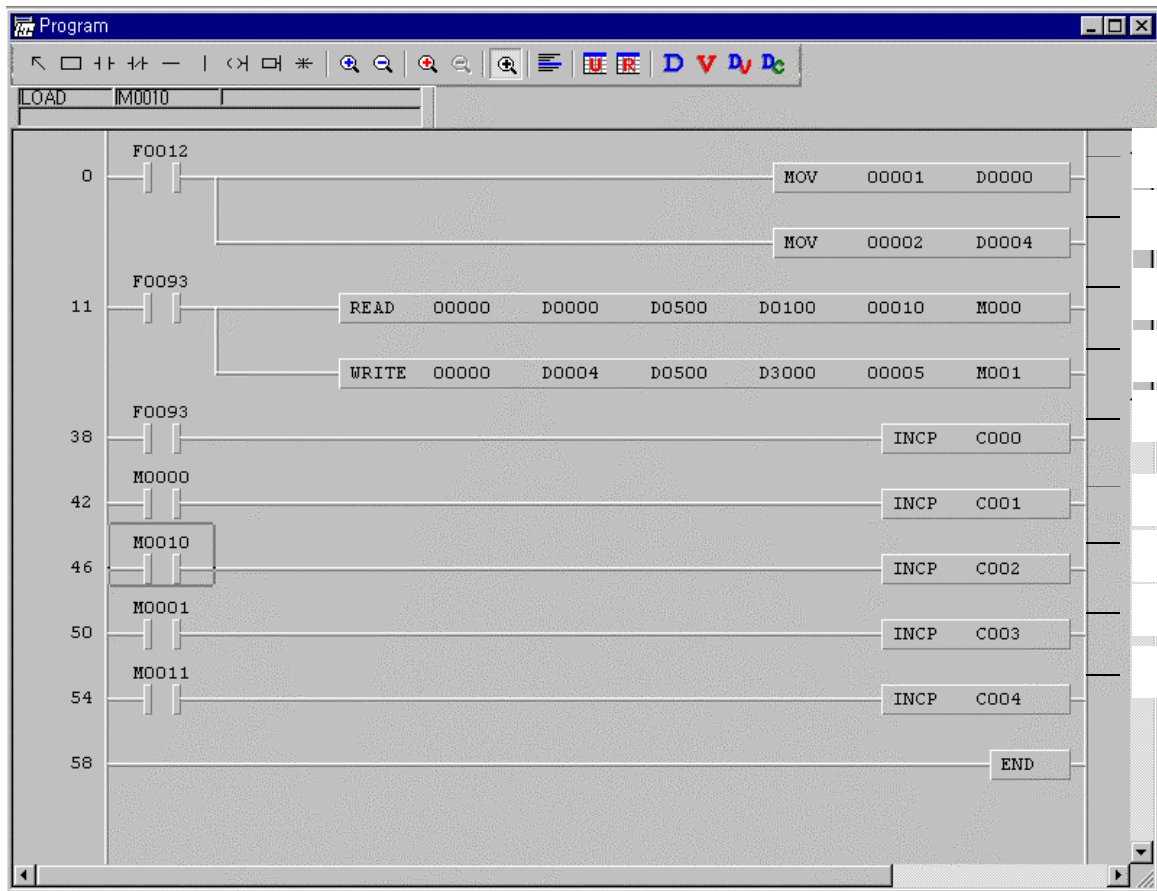 Program
U R D V DV DC
LOAD M0010
F0012
0 MOV 00001 D0000
MOV 00002 D0004
F0093
11 READ 00000 D0000 D0500 D0100 00010 M000
WRITE 00000 D0004 D0500 D3000 00005 M001
F0093
38 INCP C000
M0000
42 INCP C001
M0010
46 INCP C002
M0001
50 INCP C003
M0011
54 INCP C004
58 END